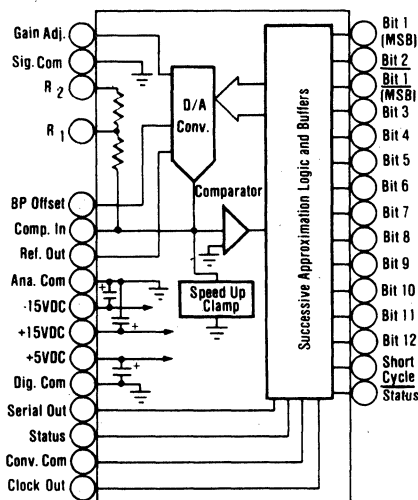 Gain Adj.
Sig. Com
R 2
R 1
BP Offset
Comp. In
Ref. Out
Ana. Com
-15VDC
+15VDC
+5VDC
Dig. Com
Serial Out
Status
Conv. Com
Clock Out
D/A
Conv.
Comparator
Speed Up
Clamp
Successive Approximation Logic and Buffers
Bit 1
(MSB)
Bit 2
Bit 1
(MSB)
Bit 3
Bit 4
Bit 5
Bit 6
Bit 7
Bit 8
Bit 9
Bit 10
Bit 11
Bit 12
Short
Cycle
Status